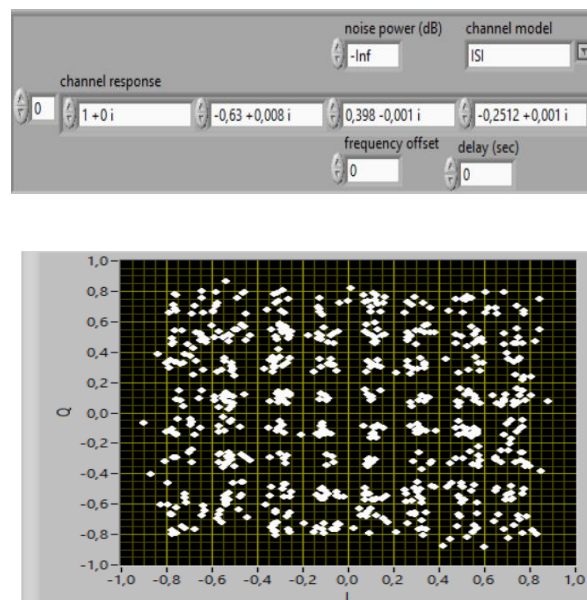 noise power (dB) channel model
-Inf ISI
channel response
0 1 +0 i -0,63 +0,008 i 0,398 -0,001 i -0,2512 +0,001 i
frequency offset delay (sec)
0 0
1,0
0,8
0,6
0,4
0,2
0,0
-0,2
-0,4
-0,6
-0,8
-1,0
Q
-1,0 -0,8 -0,6 -0,4 -0,2 0,0 0,2 0,4 0,6 0,8 1,0